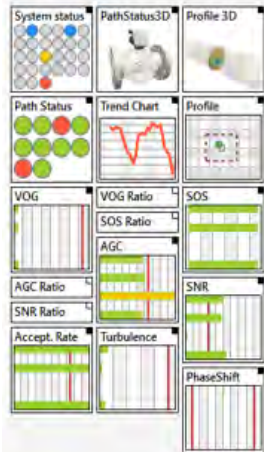 System status
PathStatus3D
Profile 3D
Path Status
Trend Chart
Profile
VOG
VOG Ratio
SOS
SOS Ratio
AGC
AGC Ratio
SNR
SNR Ratio
Accept. Rate
Turbulence
PhaseShift